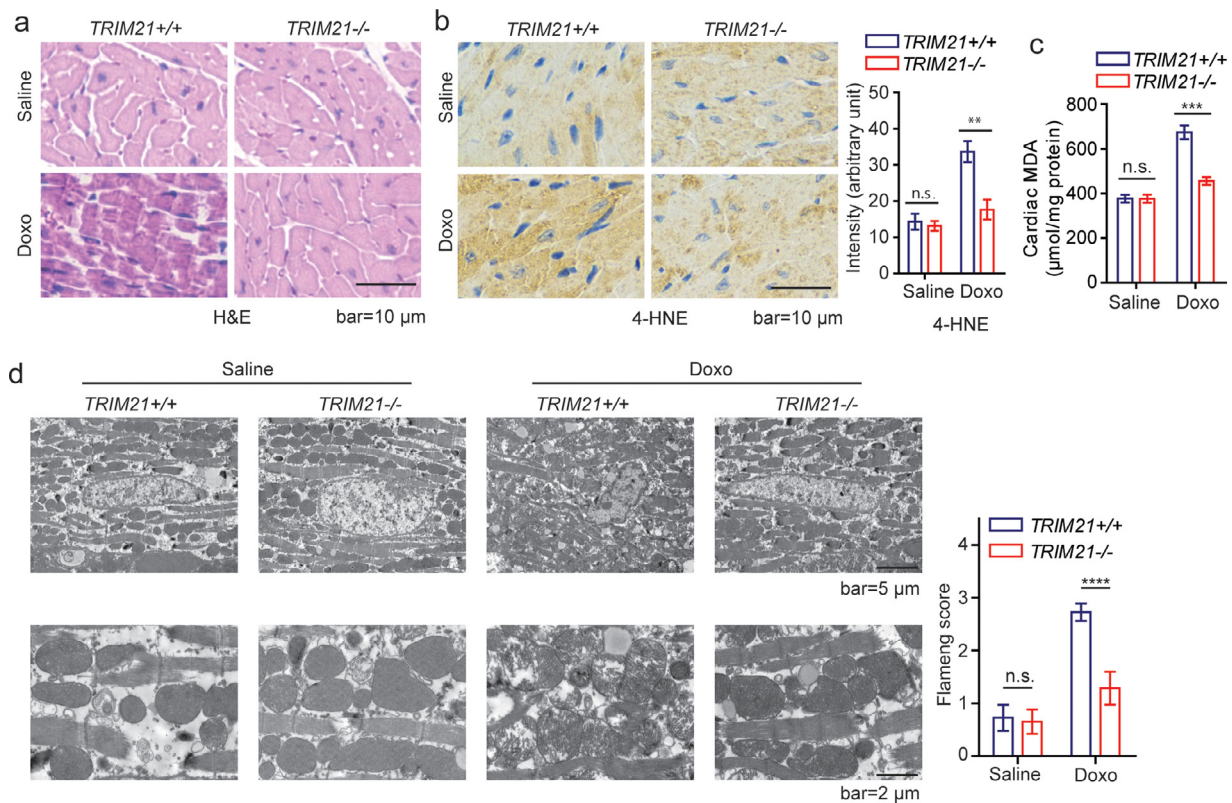 a
TRIM21+/+ TRIM21-/-
Saline
Doxo
H&E bar=10 µm
b
TRIM21+/+ TRIM21-/-
Saline
Doxo
4-HNE bar=10 µm
TRIM21+/+
TRIM21-/-
Intensity (arbitrary unit)
50
40
30
20
10
0
n.s.
**
Saline Doxo
4-HNE
c
TRIM21+/+
TRIM21-/-
Cardiac MDA
(µmol/mg protein)
800
600
400
200
0
n.s.
***
Saline Doxo
d
Saline Doxo
TRIM21+/+ TRIM21-/- TRIM21+/+ TRIM21-/-
bar=5 µm
bar=2 µm
TRIM21+/+
TRIM21-/-
Flameng score
4
3
2
1
0
n.s.
****
Saline Doxo